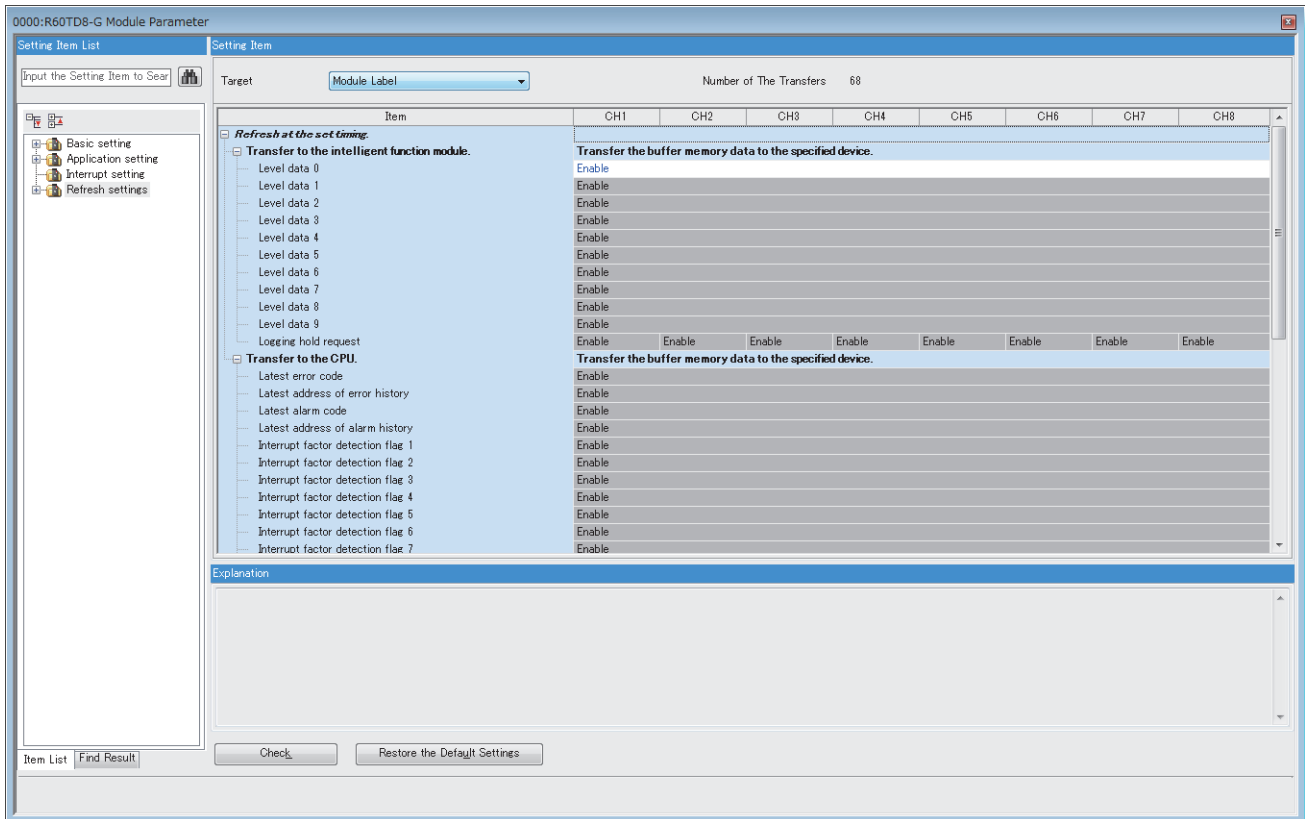 0000:R60TD8-G Module Parameter
Setting Item List
Input the Setting Item to Sear
Basic setting
Application setting
Interrupt setting
Refresh settings
Item List Find Result
Setting Item
Target Module Label Number of The Transfers 68
Item CH1 CH2 CH3 CH4 CH5 CH6 CH7 CH8
Refresh at the set timing.
Transfer to the intelligent function module. Transfer the buffer memory data to the specified device.
Level data 0 Enable
Level data 1 Enable
Level data 2 Enable
Level data 3 Enable
Level data 4 Enable
Level data 5 Enable
Level data 6 Enable
Level data 7 Enable
Level data 8 Enable
Level data 9 Enable
Logging hold request Enable Enable Enable Enable Enable Enable Enable Enable
Transfer to the CPU. Transfer the buffer memory data to the specified device.
Latest error code Enable
Latest address of error history Enable
Latest alarm code Enable
Latest address of alarm history Enable
Interrupt factor detection flag 1 Enable
Interrupt factor detection flag 2 Enable
Interrupt factor detection flag 3 Enable
Interrupt factor detection flag 4 Enable
Interrupt factor detection flag 5 Enable
Interrupt factor detection flag 6 Enable
Interrupt factor detection flag 7 Enable
Explanation
Check Restore the Default Settings